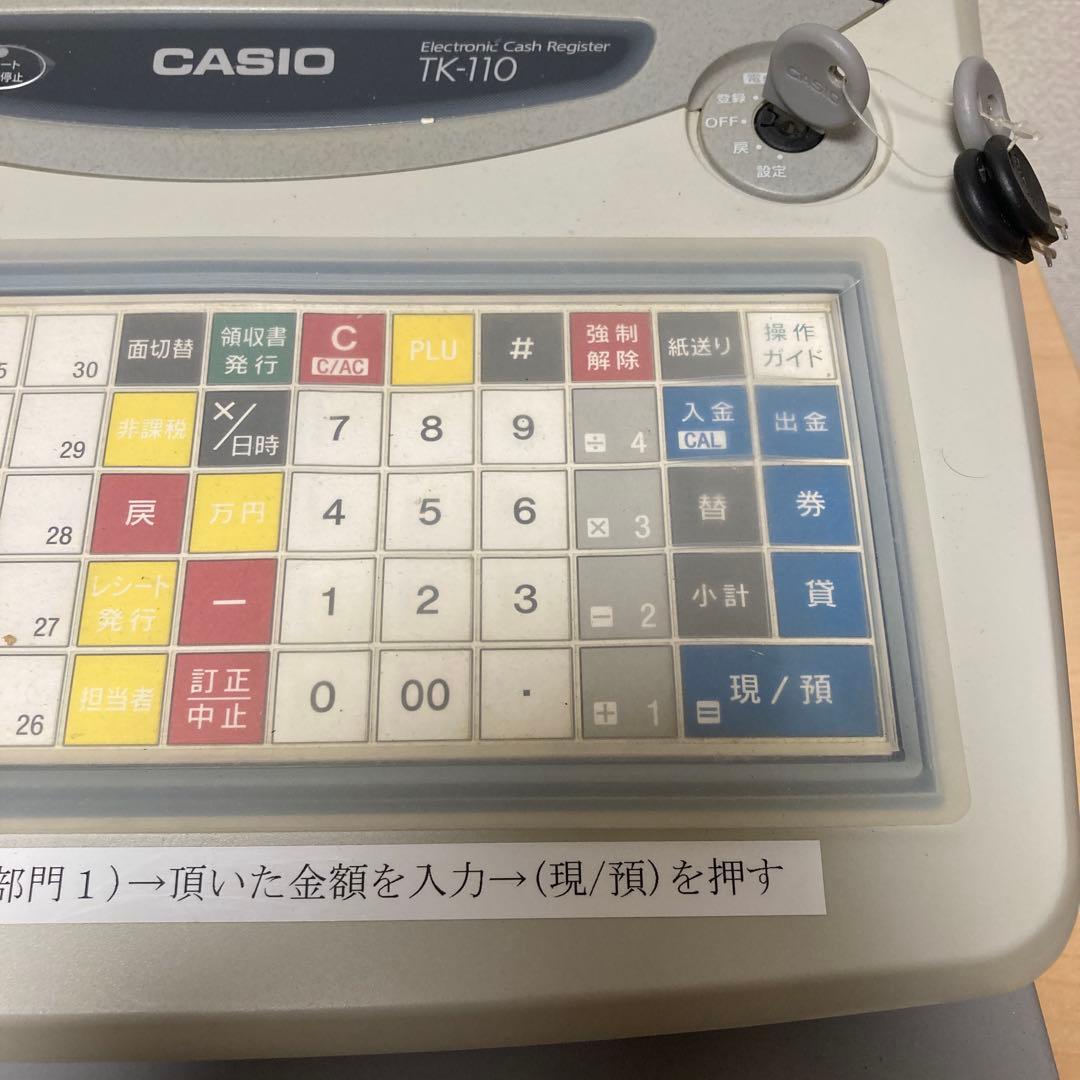 ート
停止
CASIO
Electronic Cash Register
TK-110
CASIO
登録
OFF
戻
設定
30
面切替
領収書
発行
C
C/AC
PLU
#
強制
解除
紙送り
操作
ガイド
29
非課税
×/日時
7
8
9
÷ 4
入金
CAL
出金
28
戻
万円
4
5
6
× 3
替
券
27
レシート
発行
－
1
2
3
－ 2
小計
貸
26
担当者
訂正
中止
0
00
・
+ 1
= 現/預
部門1)→頂いた金額を入力→(現/預)を押す